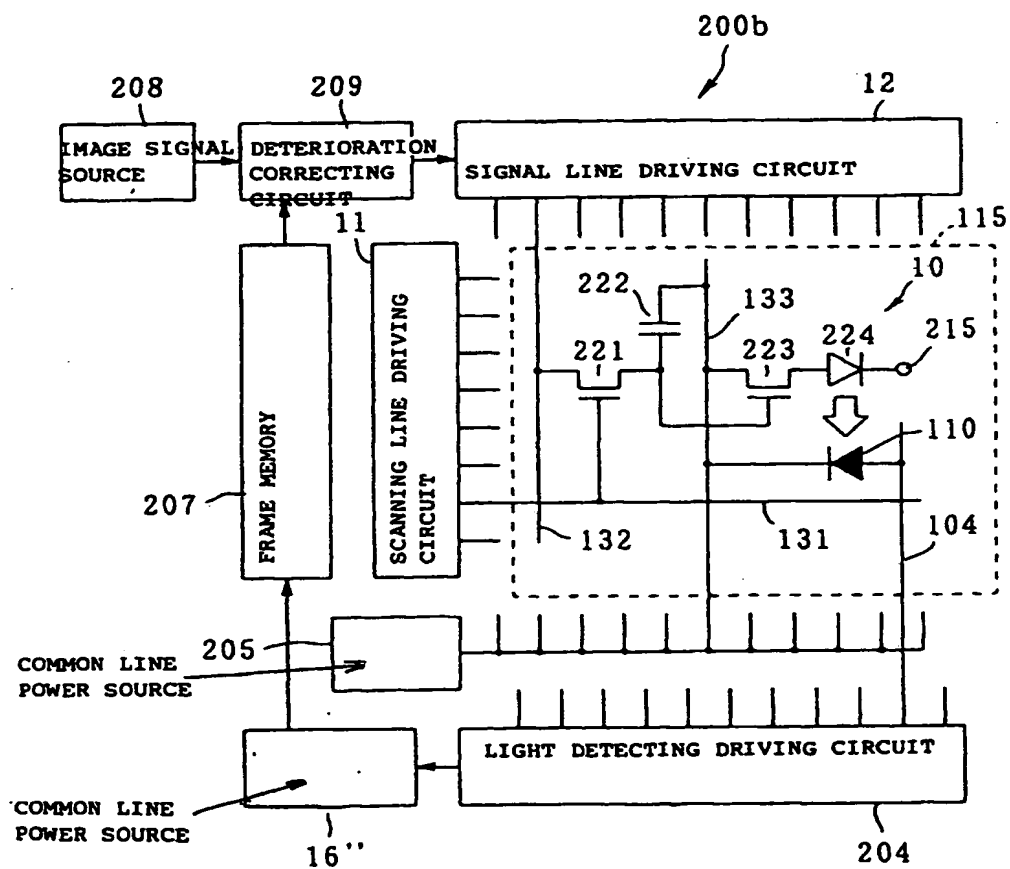 200b
208
209
12
IMAGE SIGNAL
SOURCE
DETERIORATION
CORRECTING
CIRCUIT
SIGNAL LINE DRIVING CIRCUIT
11
115
10
222
133
221
223
224
215
110
FRAME MEMORY
SCANNING LINE DRIVING
CIRCUIT
207
132
131
104
205
COMMON LINE
POWER SOURCE
LIGHT DETECTING DRIVING CIRCUIT
COMMON LINE
POWER SOURCE
16''
204